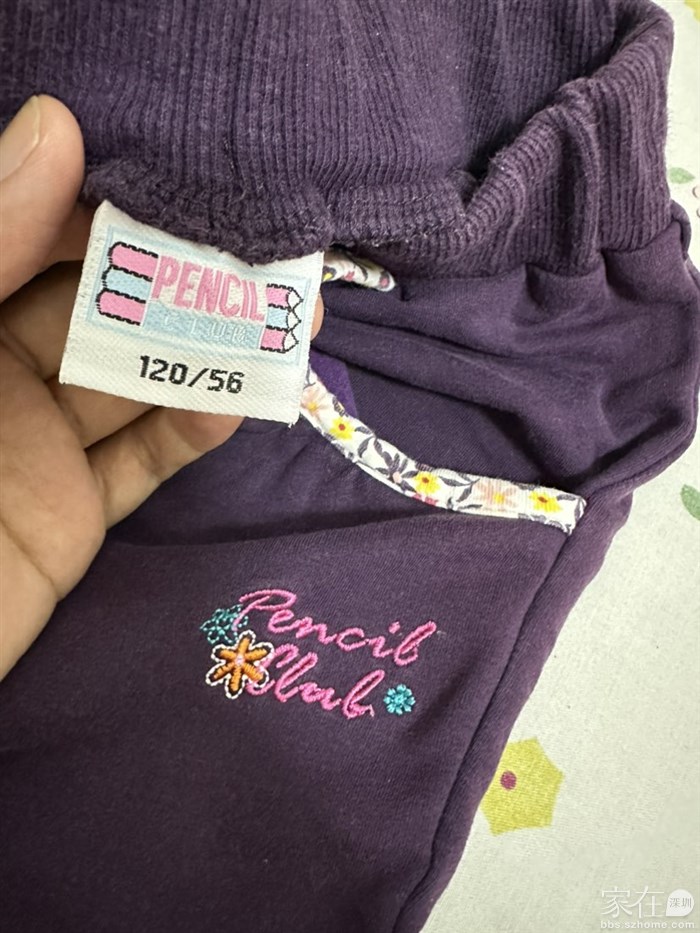 PENCIL
CLUB
120/56
Pencil
Club
家在深圳
bbs.szhome.com